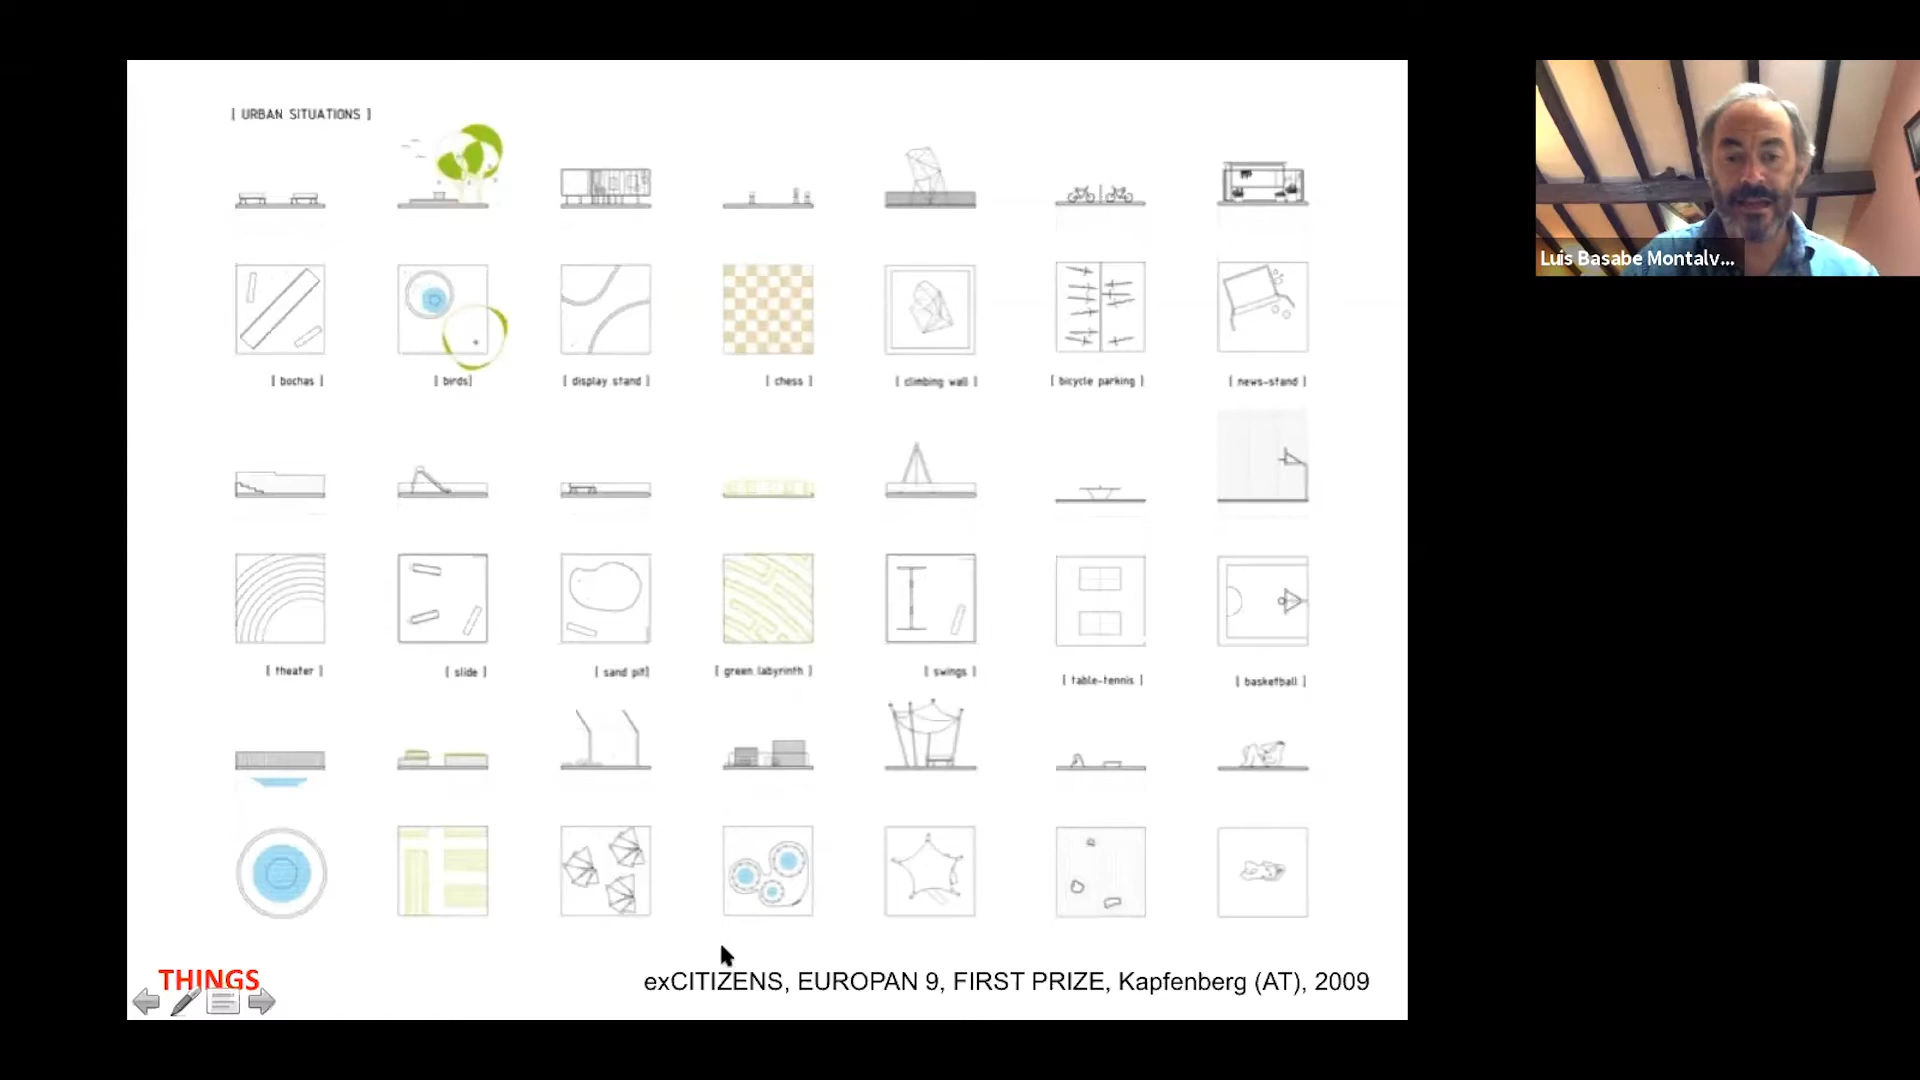 [ URBAN SITUATIONS ]
[ bochas ] [ birds] [ display stand ] [ chess ] [ climbing wall ] [ bicycle parking ] [ news-stand ]
[ theater ] [ slide ] [ sand pit] [ green labyrinth ] [ swings ] [ table-tennis ] [ basketball ]
THINGS
exCITIZENS, EUROPAN 9, FIRST PRIZE, Kapfenberg (AT), 2009
Luis Basabe Montalv...